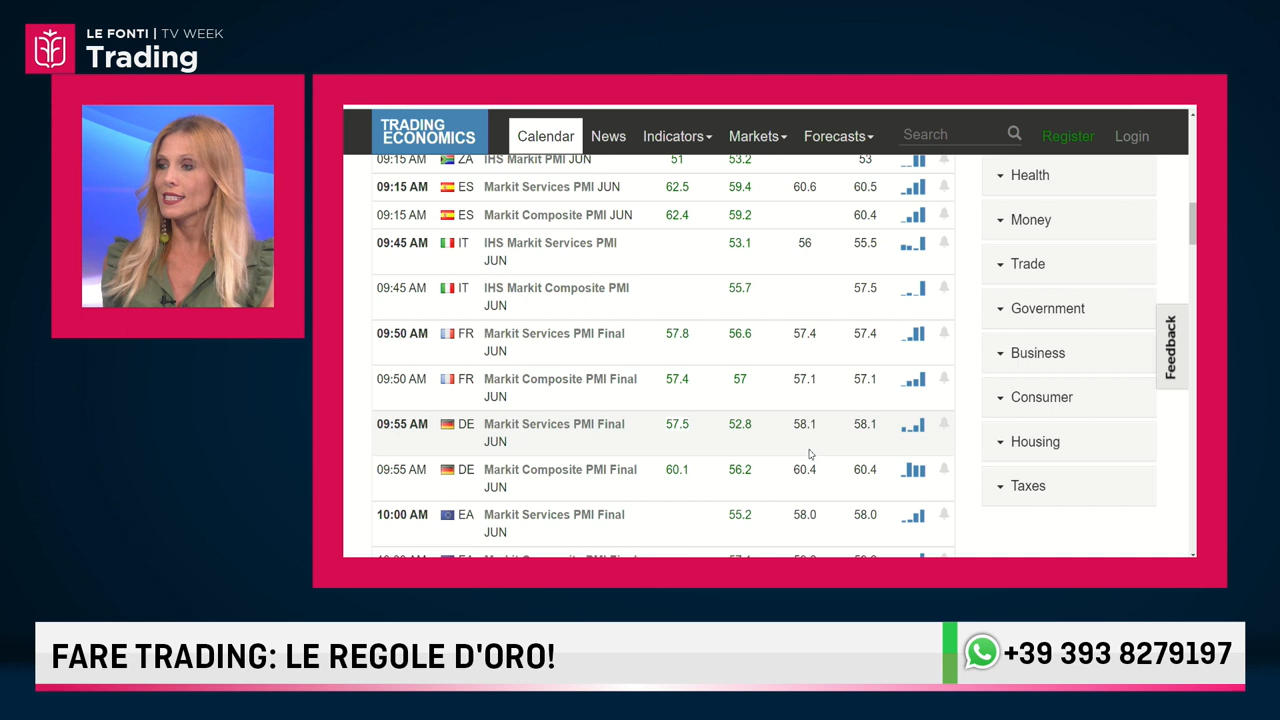 LE FONTI | TV WEEK
Trading
TRADING
ECONOMICS
Calendar News Indicators Markets Forecasts Search Register Login
09:15 AM ZA IHS Markit PMI JUN 51 53.2 53
09:15 AM ES Markit Services PMI JUN 62.5 59.4 60.6 60.5
09:15 AM ES Markit Composite PMI JUN 62.4 59.2 60.4
09:45 AM IT IHS Markit Services PMI 53.1 56 55.5
JUN
09:45 AM IT IHS Markit Composite PMI 55.7 57.5
JUN
09:50 AM FR Markit Services PMI Final 57.8 56.6 57.4 57.4
JUN
09:50 AM FR Markit Composite PMI Final 57.4 57 57.1 57.1
JUN
09:55 AM DE Markit Services PMI Final 57.5 52.8 58.1 58.1
JUN
09:55 AM DE Markit Composite PMI Final 60.1 56.2 60.4 60.4
JUN
10:00 AM EA Markit Services PMI Final 55.2 58.0 58.0
JUN
Health
Money
Trade
Government
Business
Consumer
Housing
Taxes
Feedback
FARE TRADING: LE REGOLE D'ORO!
+39 393 8279197